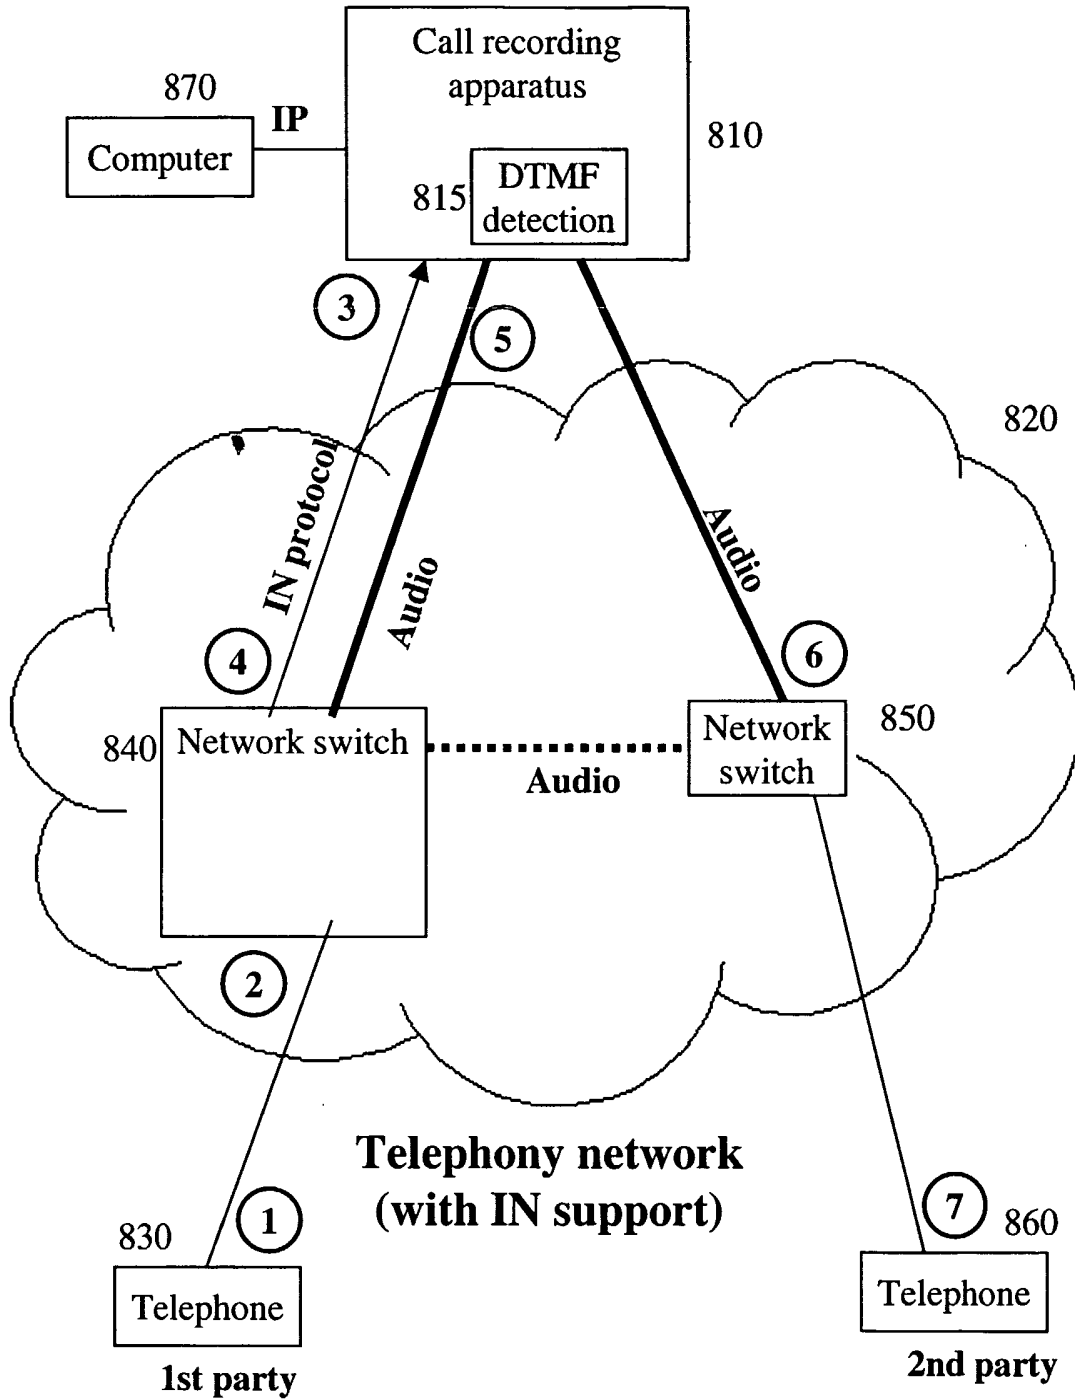 Call recording
apparatus
870
IP
810
Computer
DTMF
815
detection
3
5
820
IN protocol
Audio
Audio
4
6
850
840
Network switch
Network
switch
Audio
2
Telephony network
(with IN support)
1
7
830
860
Telephone
Telephone
1st party
2nd party